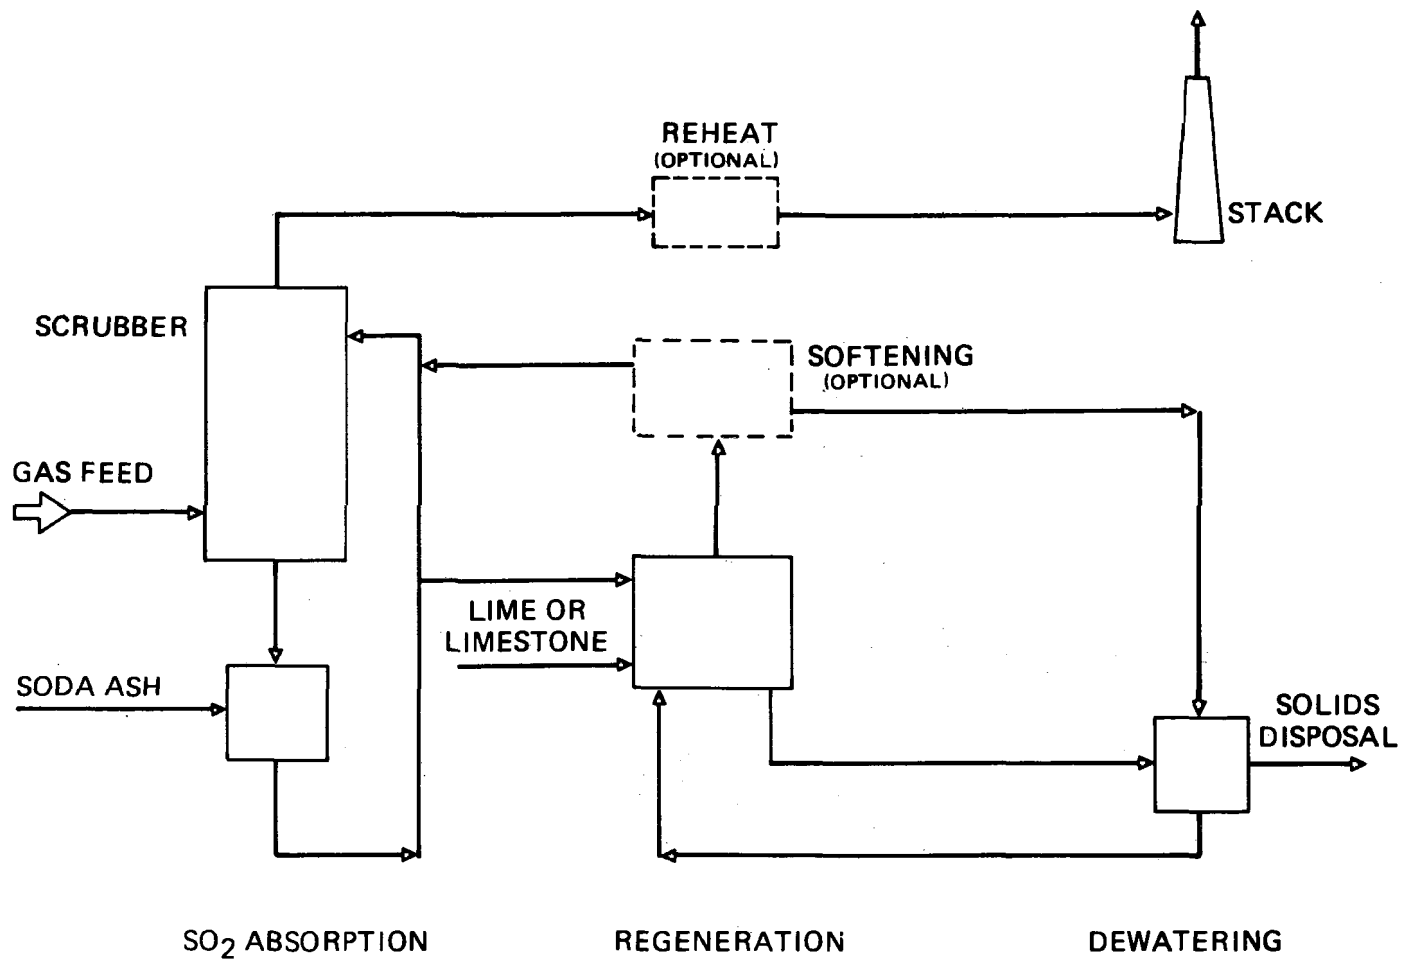 REHEAT
(OPTIONAL)
STACK
SCRUBBER
SOFTENING
(OPTIONAL)
GAS FEED
LIME OR
LIMESTONE
SODA ASH
SOLIDS
DISPOSAL
SO2 ABSORPTION
REGENERATION
DEWATERING